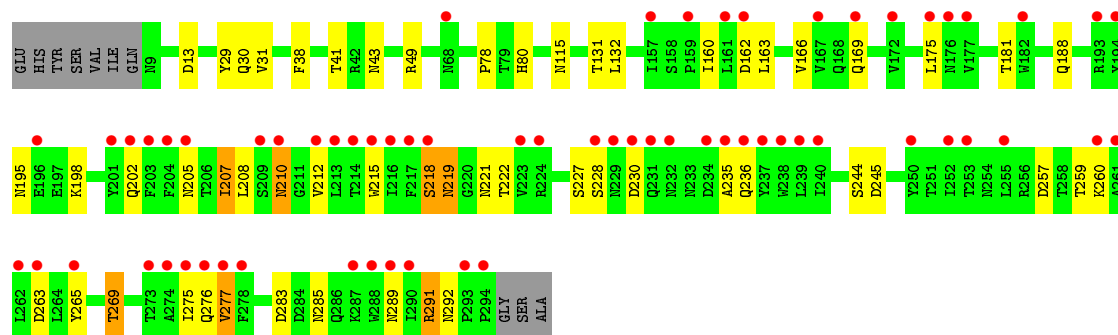 GLU HIS TYR SER VAL ILE GLN N9 D13 Y29 Q30 V31 F38 T41 R42 N43 R49 N68 P78 T79 H80 N115 T131 L132 I157 S158 P159 I160 L161 D162 L163 V166 V167 Q168 Q169 V172 L175 N176 V177 T181 W182 Q188 R193 Y194
N195 E196 E197 K198 Y201 Q202 F203 F204 N205 T206 I207 L208 S209 N210 G211 V212 L213 T214 W215 I216 F217 S218 N219 G220 N221 T222 V223 R224 S227 S228 N229 D230 Q231 N232 N233 D234 A235 Q236 Y237 W238 L239 I240 S244 D245 Y250 T251 I252 T253 N254 L255 R256 D257 T258 T259 K260 A261
L262 D263 L264 Y265 T269 T273 A274 I275 Q276 V277 F278 D283 D284 N285 Q286 K287 W288 N289 I290 R291 N292 P293 P294 GLY SER ALA